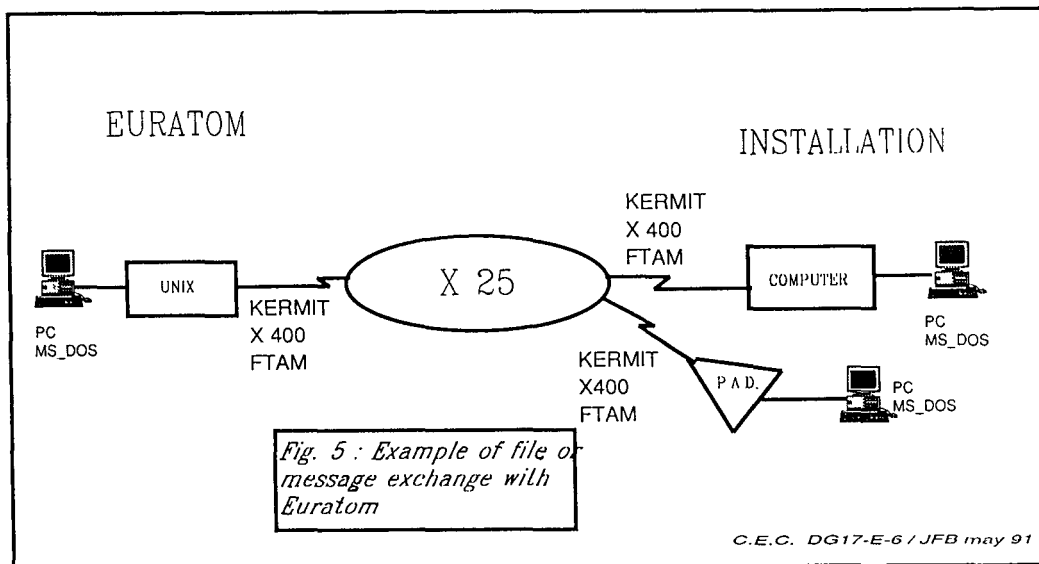 EURATOM
INSTALLATION
KERMIT
X 400
FTAM
X 25
UNIX
COMPUTER
KERMIT
X 400
FTAM
PC
MS_DOS
PC
MS_DOS
KERMIT
X400
FTAM
P A D.
PC
MS_DOS
Fig. 5 : Example of file or
message exchange with
Euratom
C.E.C. DG17-E-6 / JFB may 91